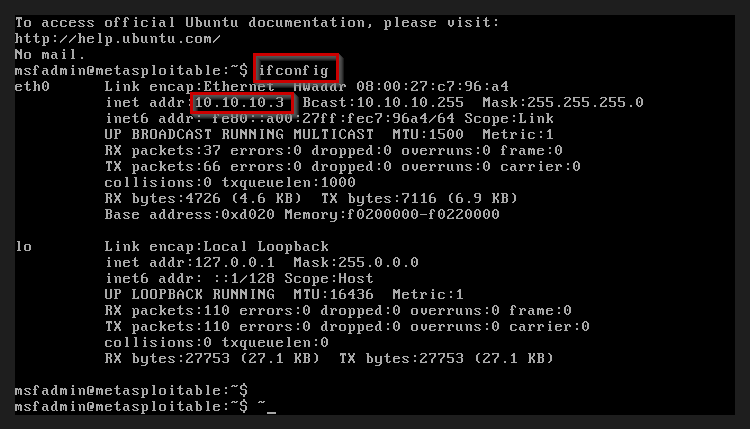 To access official Ubuntu documentation, please visit:
http://help.ubuntu.com/
No mail.
msfadmin@metasploitable:~$ ifconfig
eth0 Link encap:Ethernet HWaddr 08:00:27:c7:96:a4
inet addr:10.10.10.3 Bcast:10.10.10.255 Mask:255.255.255.0
inet6 addr: fe80::a00:27ff:fec7:96a4/64 Scope:Link
UP BROADCAST RUNNING MULTICAST MTU:1500 Metric:1
RX packets:37 errors:0 dropped:0 overruns:0 frame:0
TX packets:66 errors:0 dropped:0 overruns:0 carrier:0
collisions:0 txqueuelen:1000
RX bytes:4726 (4.6 KB) TX bytes:7116 (6.9 KB)
Base address:0xd020 Memory:f0200000-f0220000
lo Link encap:Local Loopback
inet addr:127.0.0.1 Mask:255.0.0.0
inet6 addr: ::1/128 Scope:Host
UP LOOPBACK RUNNING MTU:16436 Metric:1
RX packets:110 errors:0 dropped:0 overruns:0 frame:0
TX packets:110 errors:0 dropped:0 overruns:0 carrier:0
collisions:0 txqueuelen:0
RX bytes:27753 (27.1 KB) TX bytes:27753 (27.1 KB)
msfadmin@metasploitable:~$
msfadmin@metasploitable:~$ ~_